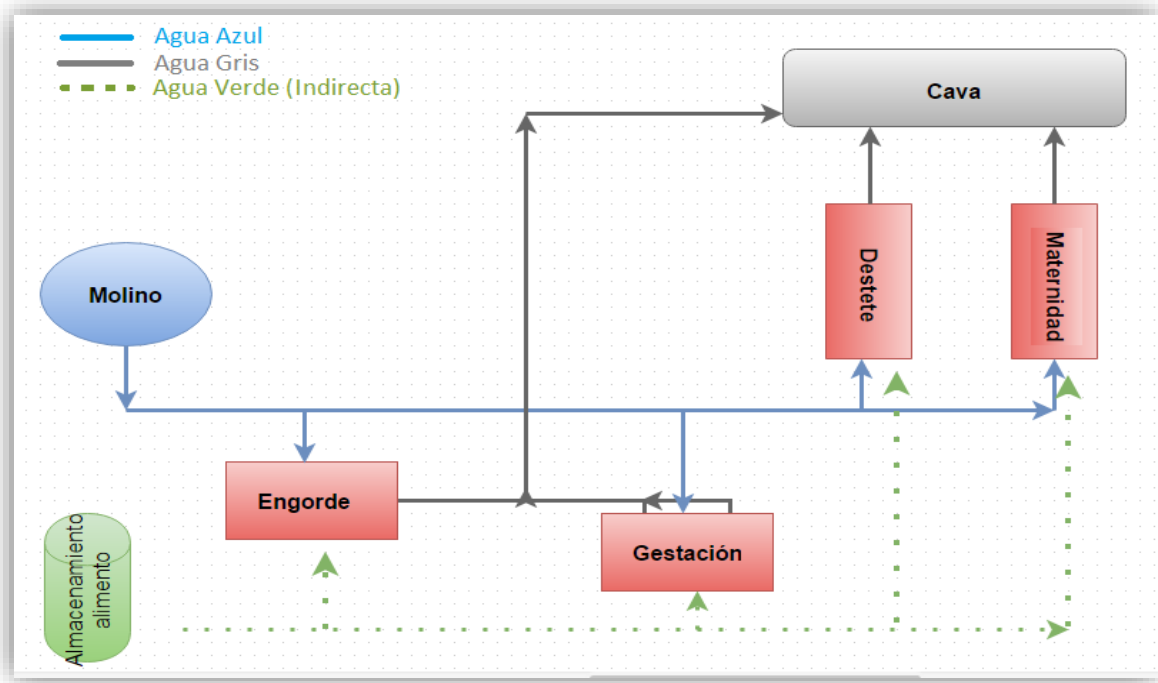 Agua Azul
Agua Gris
Agua Verde (Indirecta)
Cava
Destete
Maternidad
Molino
Engorde
Gestación
Almacenamiento
alimento